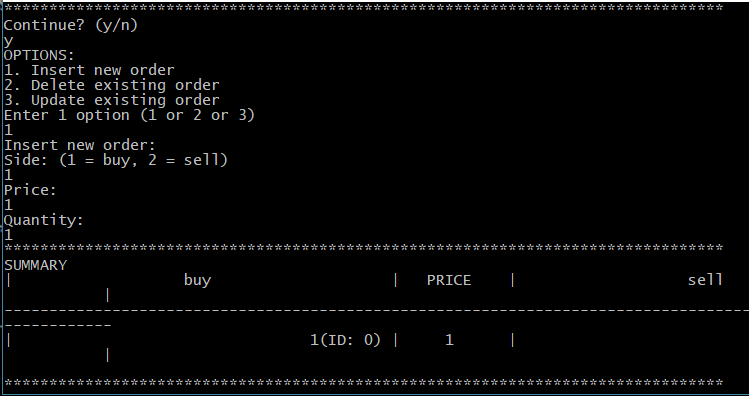 ********************************************************************************
Continue? (y/n)
y
OPTIONS:
1. Insert new order
2. Delete existing order
3. Update existing order
Enter 1 option (1 or 2 or 3)
1
Insert new order:
Side: (1 = buy, 2 = sell)
1
Price:
1
Quantity:
1
********************************************************************************
SUMMARY
|                   buy                    |   PRICE    |                   sell
           |
-----------------------------------------------------------------------------------
------------
|                                 1(ID: 0) |     1      |
           |
********************************************************************************